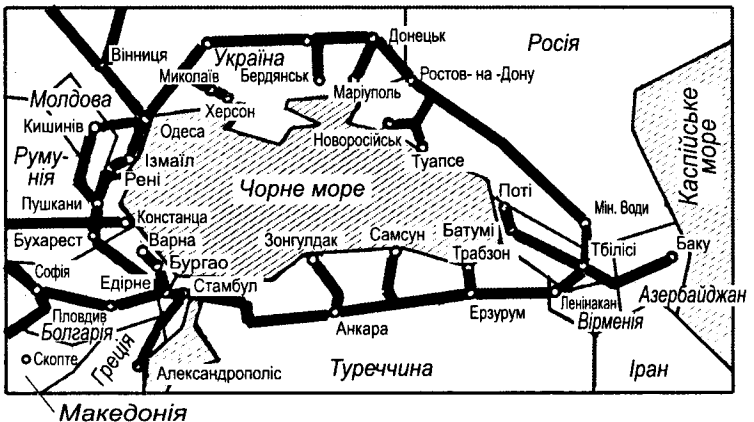 Вінниця
Україна
Донецьк
Росія
Миколаїв
Бердянськ
Ростов- на -Дону
Молдова
Херсон
Маріуполь
Кишинів
Одеса
Новоросійськ
Каспійське
море
Руму-
нія
Ізмаїл
Туапсе
Рені
Чорне море
Поті
Пушкани
Констанца
Батумі
Мін. Води
Бухарест
Варна
Зонгулдак
Самсун
Трабзон
Тбілісі
Баку
Софія
Бургао
Едірне
Стамбул
Ленінакан
Азербайджан
Пловдив
Болгарія
Анкара
Ерзурум
Вірменія
Скопте
Греція
Александрополіс
Туреччина
Іран
Македонія